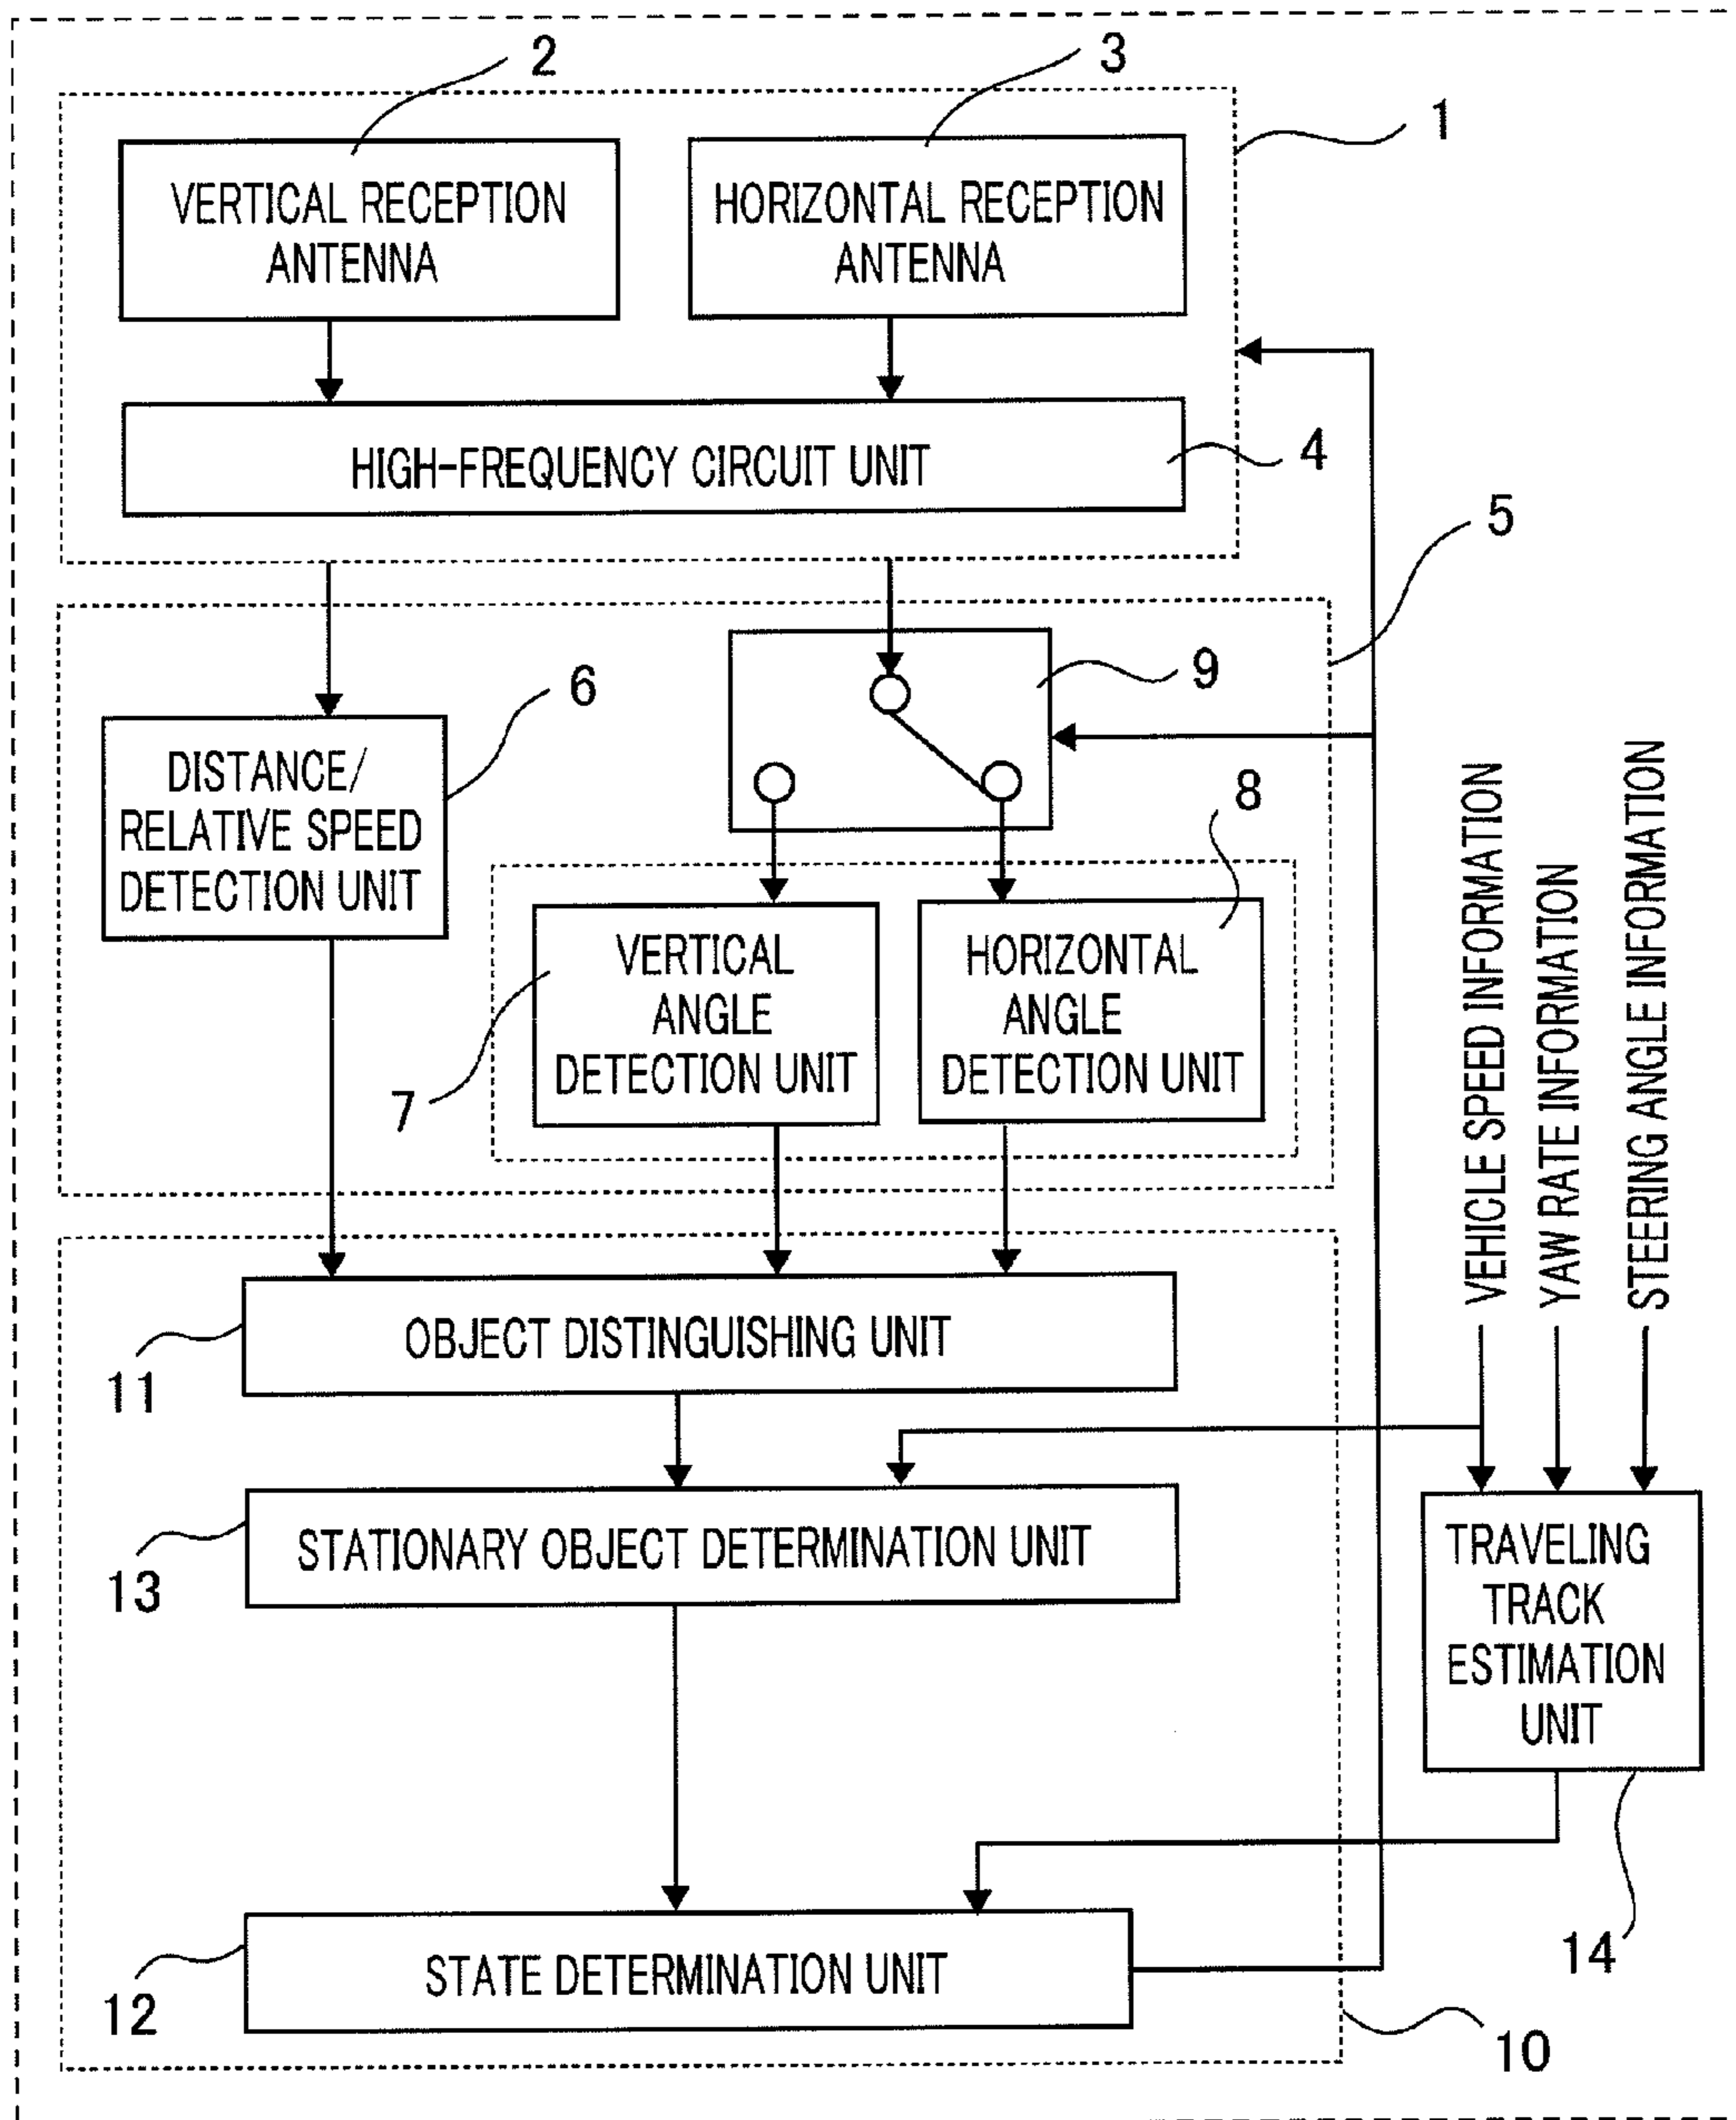 2
3
1
VERTICAL RECEPTION
ANTENNA
HORIZONTAL RECEPTION
ANTENNA
HIGH-FREQUENCY CIRCUIT UNIT
4
5
9
6
DISTANCE/
RELATIVE SPEED
DETECTION UNIT
8
VERTICAL
ANGLE
DETECTION UNIT
7
HORIZONTAL
ANGLE
DETECTION UNIT
VEHICLE SPEED INFORMATION
YAW RATE INFORMATION
STEERING ANGLE INFORMATION
OBJECT DISTINGUISHING UNIT
11
STATIONARY OBJECT DETERMINATION UNIT
13
TRAVELING
TRACK
ESTIMATION
UNIT
14
STATE DETERMINATION UNIT
12
10